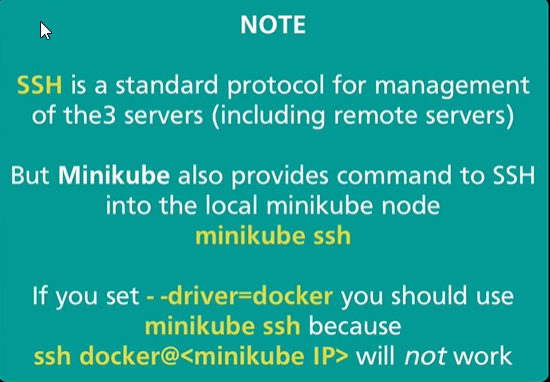 NOTE
SSH is a standard protocol for management
of the3 servers (including remote servers)
But Minikube also provides command to SSH
into the local minikube node
minikube ssh
If you set - -driver=docker you should use
minikube ssh because
ssh docker@<minikube IP> will not work